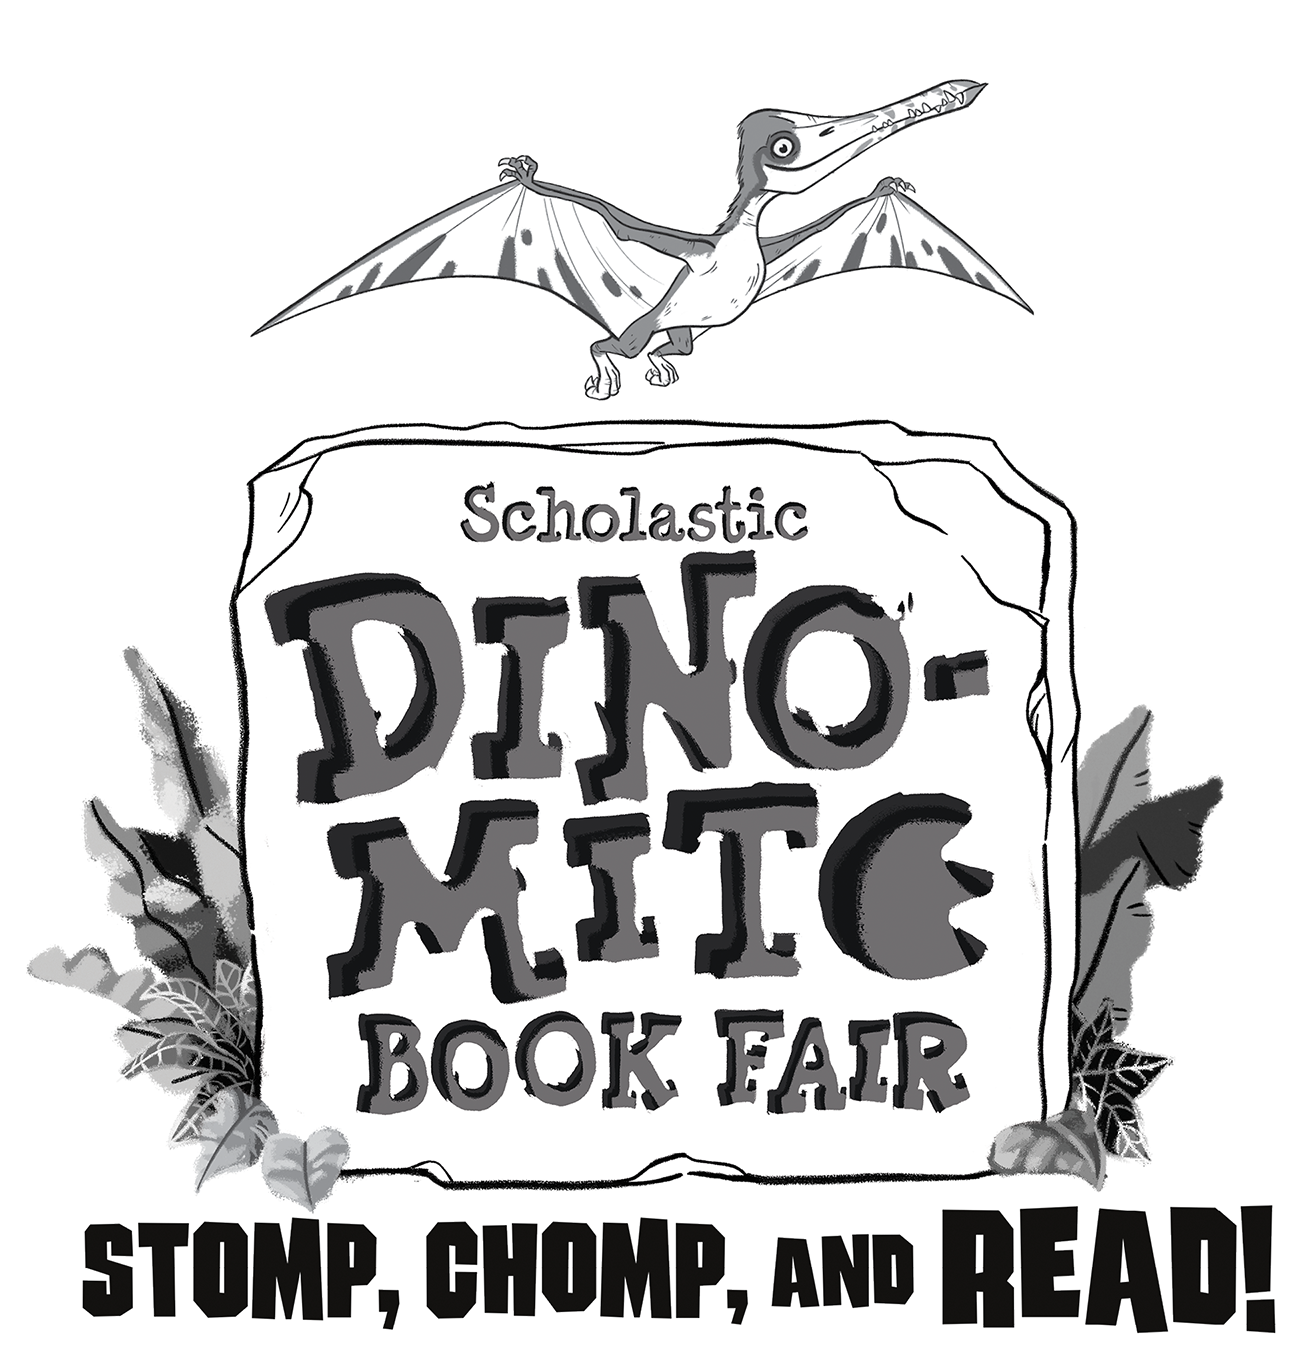 Scholastic
DINO-
MITE
BOOK FAIR
STOMP, CHOMP, AND READ!